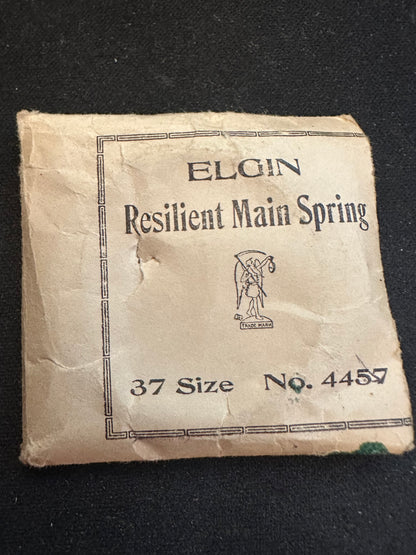 ELGIN
Resilient Main Spring
TRADE MARK
37 Size No. 4457